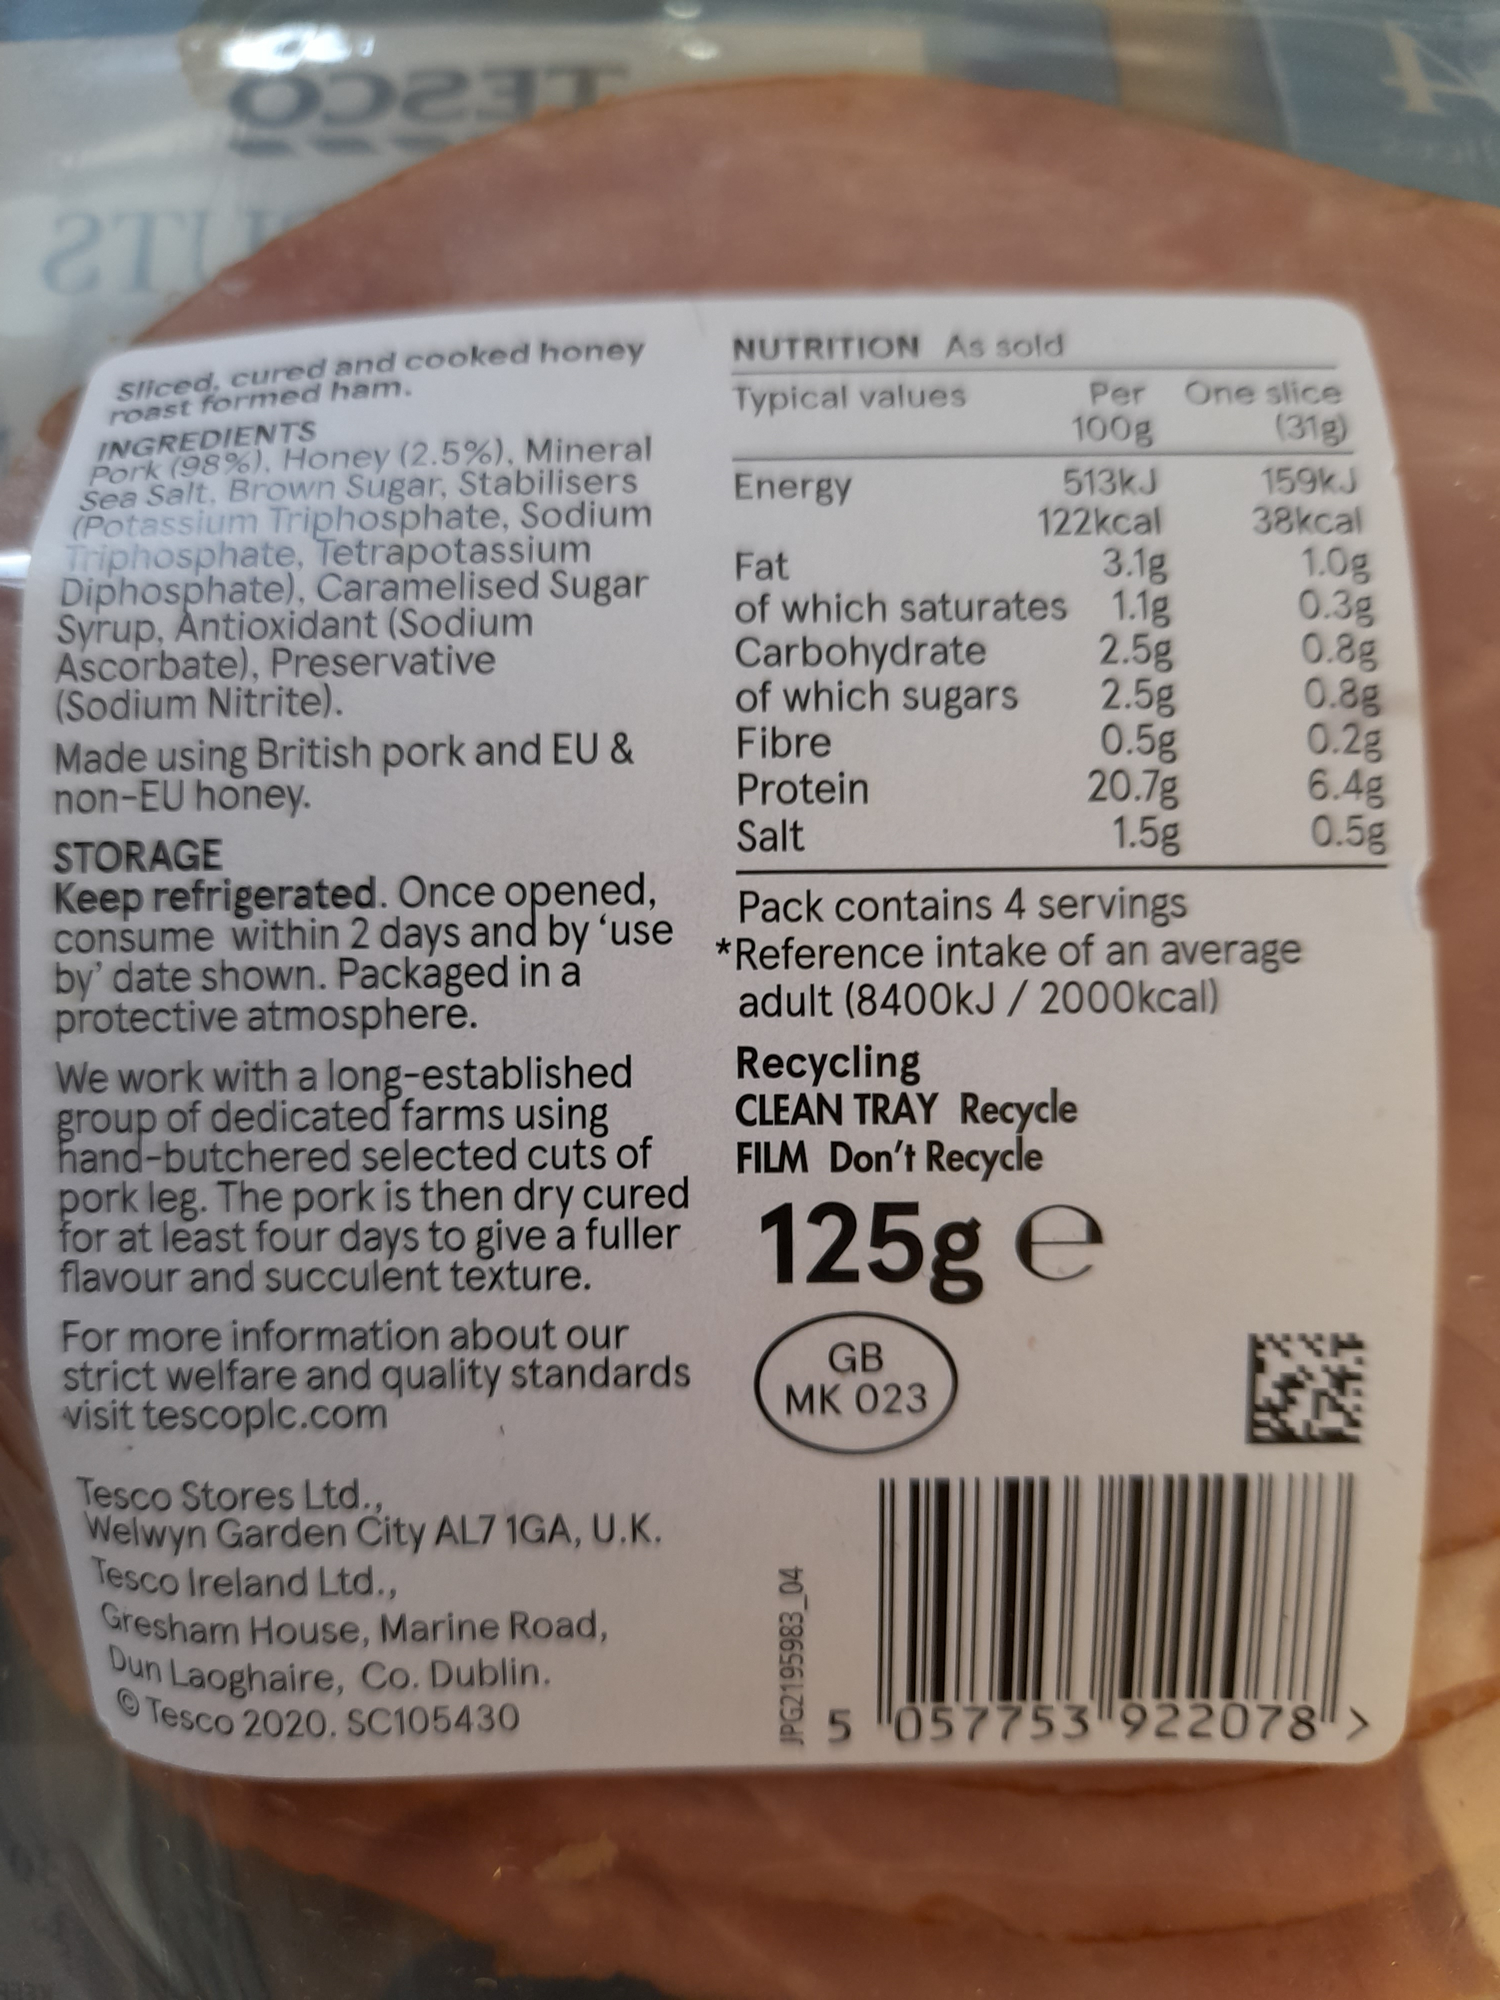 TESCO
Sliced, cured and cooked honey
roast formed ham.
INGREDIENTS
Pork (98%), Honey (2.5%), Mineral
Sea Salt, Brown Sugar, Stabilisers
(Potassium Triphosphate, Sodium
Triphosphate, Tetrapotassium
Diphosphate), Caramelised Sugar
Syrup, Antioxidant (Sodium
Ascorbate), Preservative
(Sodium Nitrite).
Made using British pork and EU &
non-EU honey.
STORAGE
Keep refrigerated. Once opened,
consume within 2 days and by ‘use
by’ date shown. Packaged in a
protective atmosphere.
We work with a long-established
group of dedicated farms using
hand-butchered selected cuts of
pork leg. The pork is then dry cured
for at least four days to give a fuller
flavour and succulent texture.
For more information about our
strict welfare and quality standards
visit tescoplc.com
Tesco Stores Ltd.,
Welwyn Garden City AL7 1GA, U.K.
Tesco Ireland Ltd.,
Gresham House, Marine Road,
Dun Laoghaire, Co. Dublin.
© Tesco 2020. SC105430
NUTRITION As sold
Typical values Per 100g One slice (31g)
Energy 513kJ 159kJ
122kcal 38kcal
Fat 3.1g 1.0g
of which saturates 1.1g 0.3g
Carbohydrate 2.5g 0.8g
of which sugars 2.5g 0.8g
Fibre 0.5g 0.2g
Protein 20.7g 6.4g
Salt 1.5g 0.5g
Pack contains 4 servings
*Reference intake of an average
adult (8400kJ / 2000kcal)
Recycling
CLEAN TRAY Recycle
FILM Don't Recycle
125g e
GB
MK 023
JPG2195983_04
5 057753 922078 >